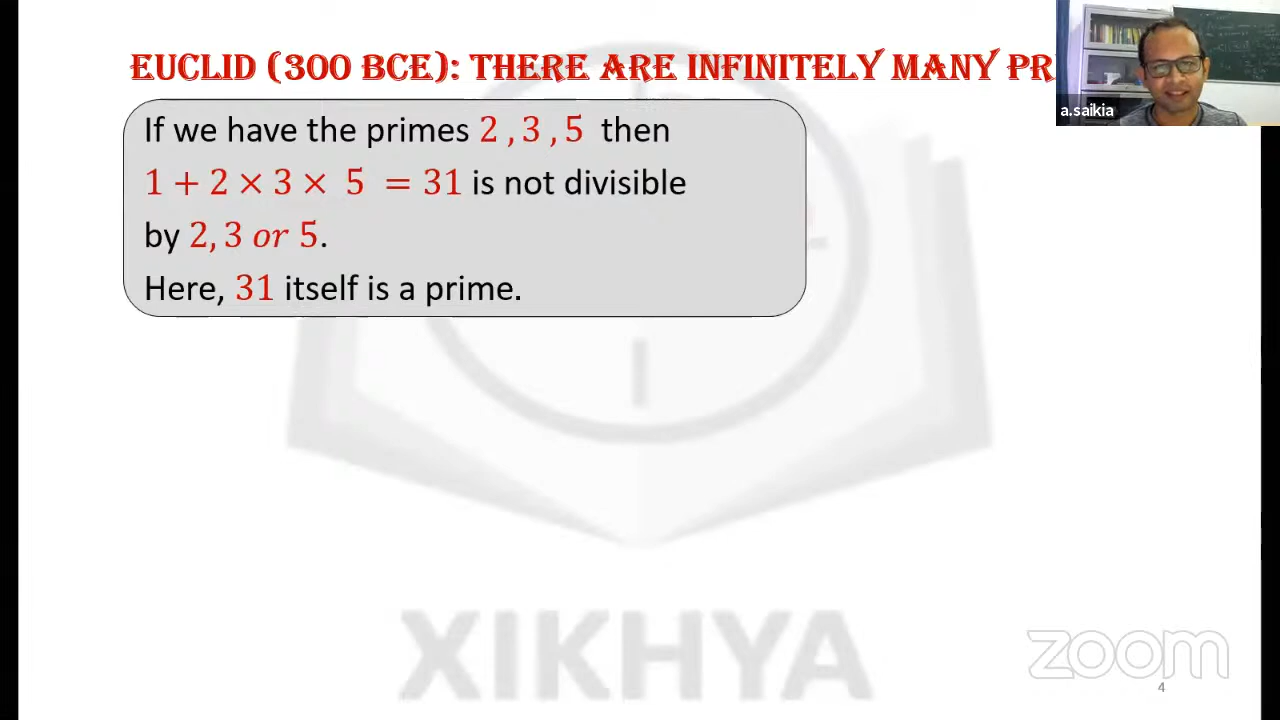 EUCLID (300 BCE): THERE ARE INFINITELY MANY PR
a.saikia
If we have the primes 2 , 3 , 5 then
1 + 2 × 3 × 5 = 31 is not divisible
by 2, 3 or 5.
Here, 31 itself is a prime.
XIKHYA
zoom
4